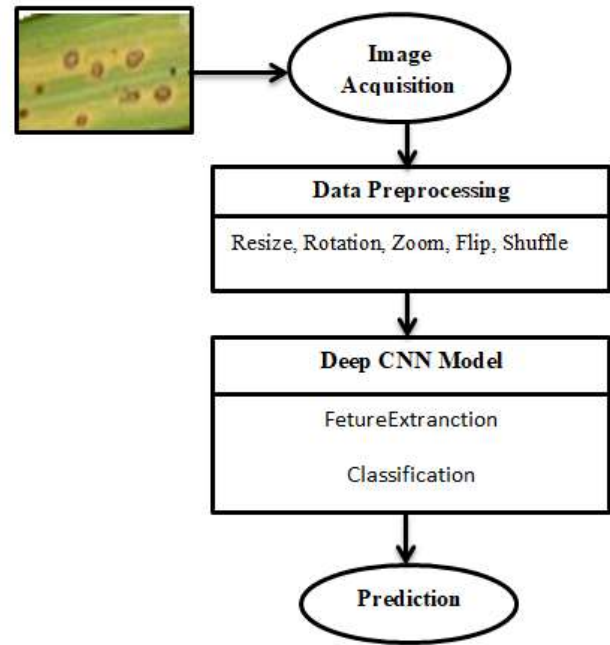 Image
Acquisition
Data Preprocessing
Resize, Rotation, Zoom, Flip, Shuffle
Deep CNN Model
FetureExtranction
Classification
Prediction